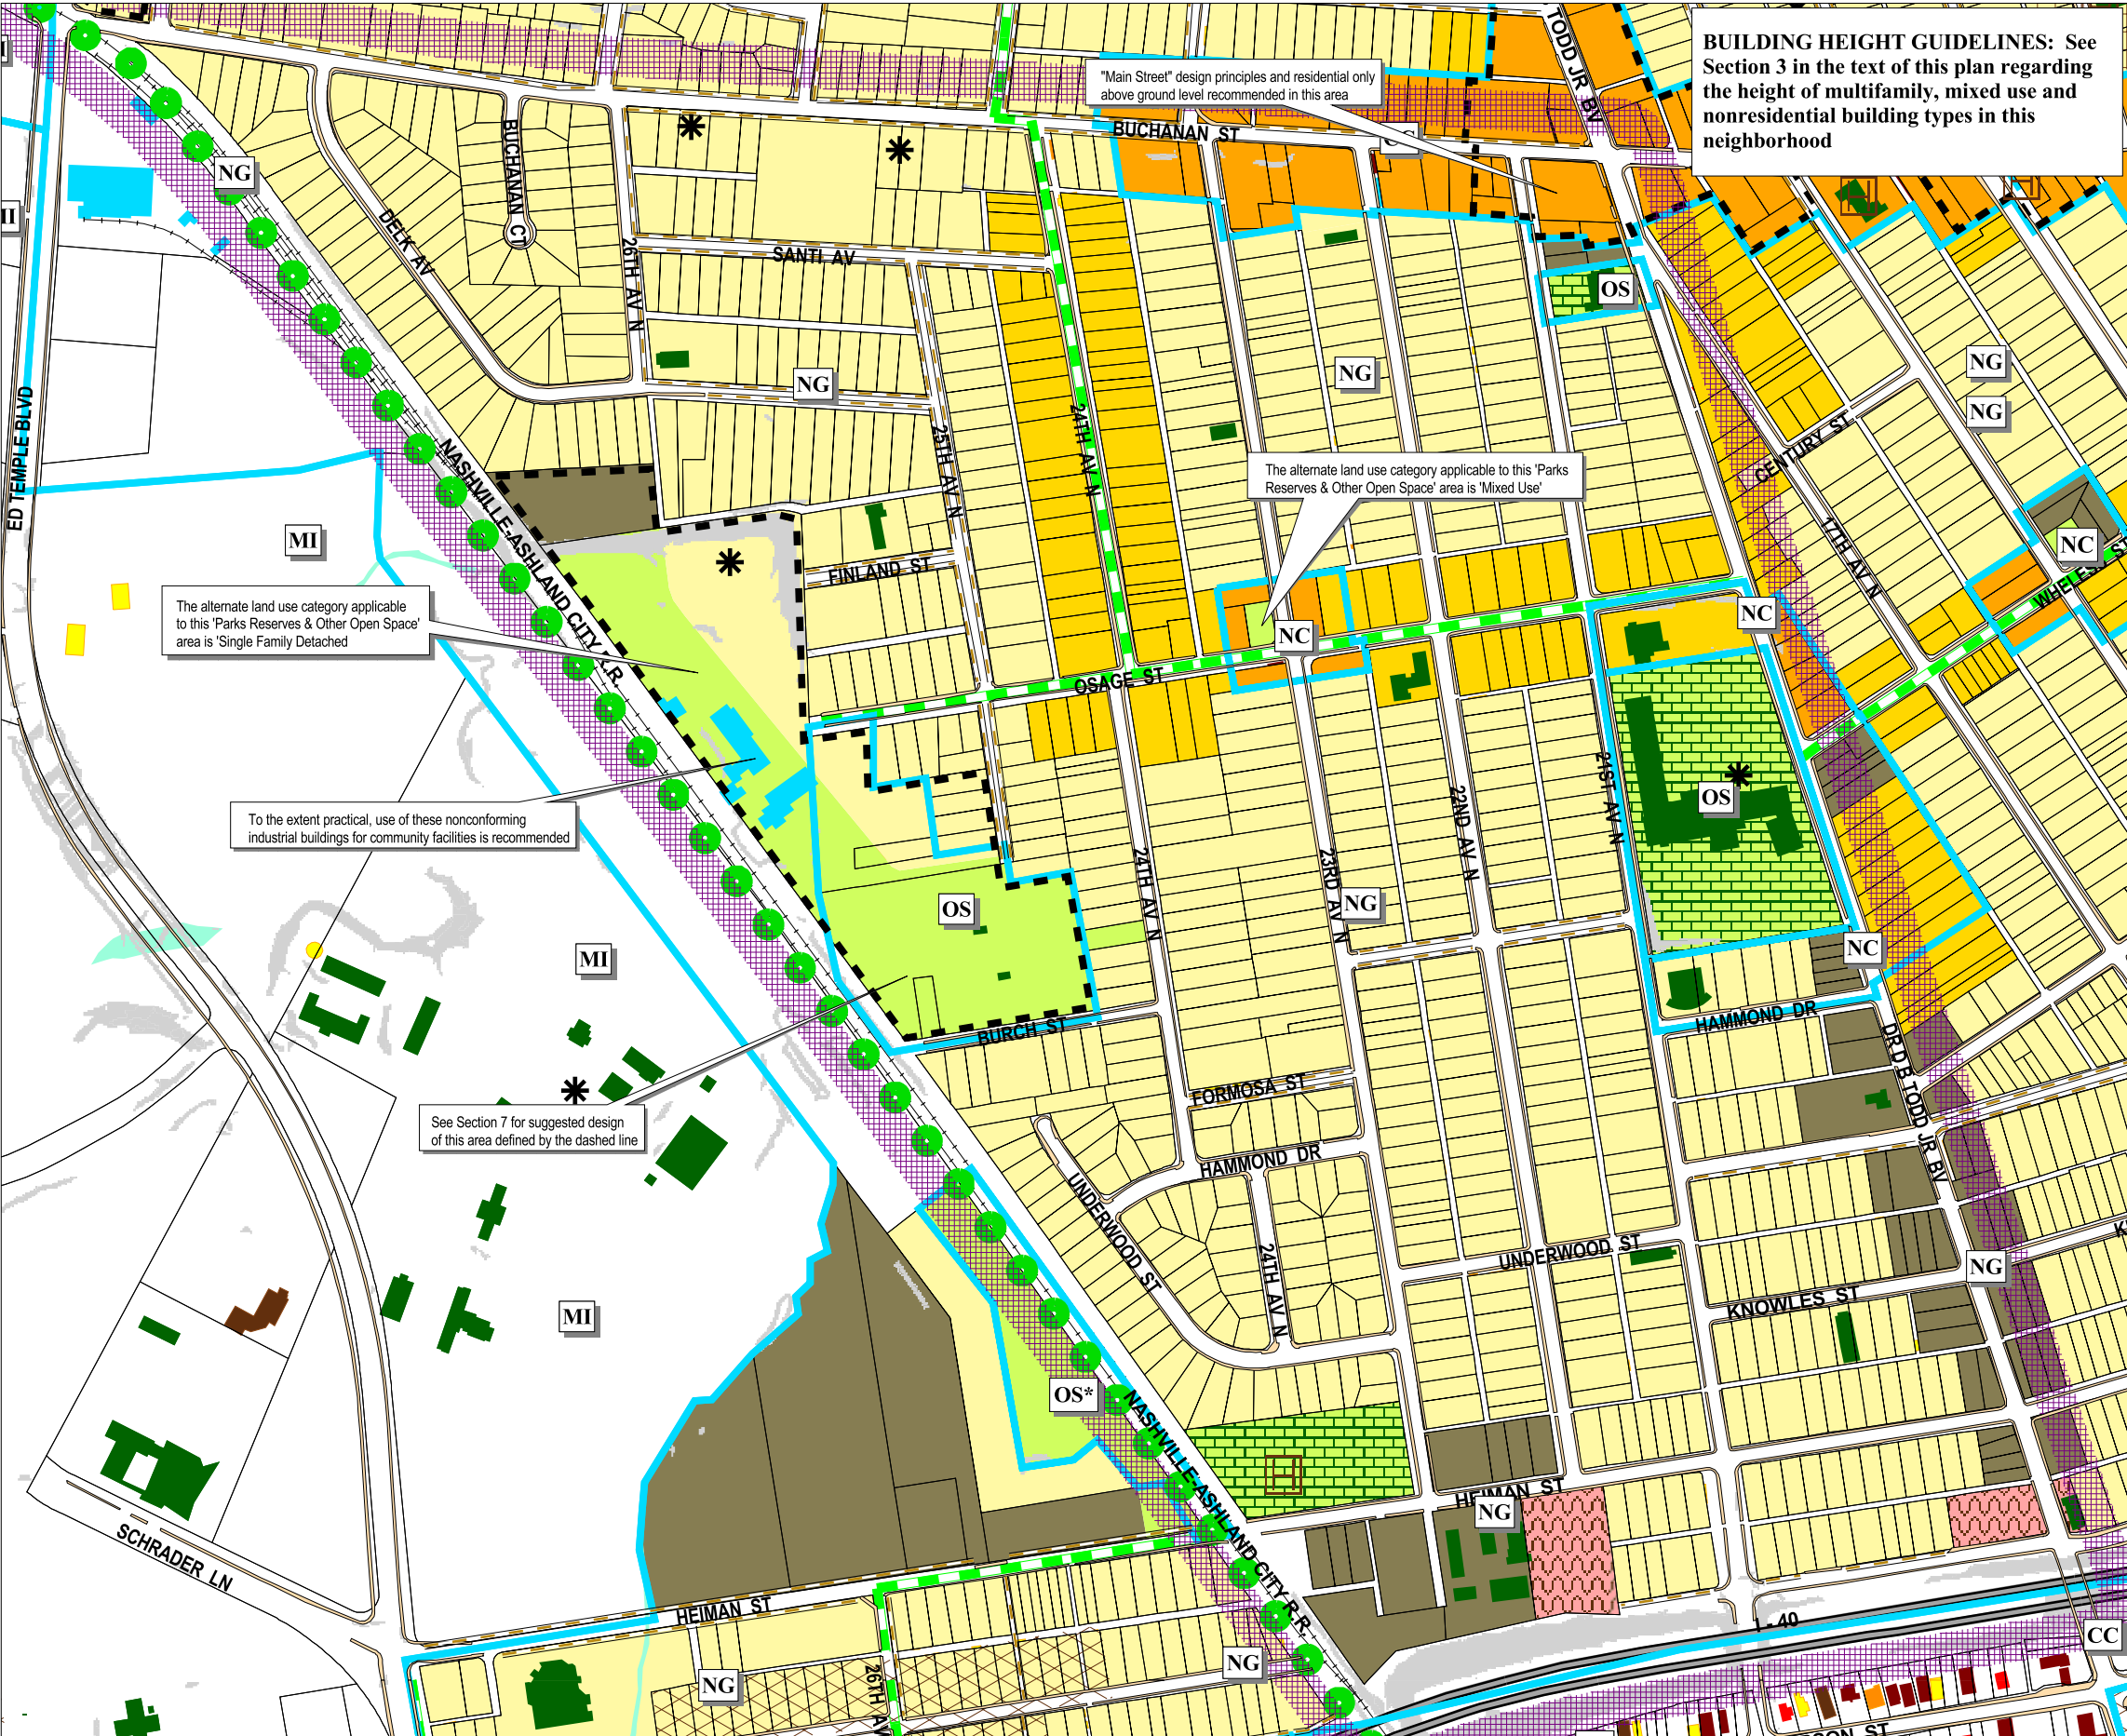 BUILDING HEIGHT GUIDELINES: See
Section 3 in the text of this plan regarding
the height of multifamily, mixed use and
nonresidential building types in this
neighborhood
"Main Street" design principles and residential only
above ground level recommended in this area
TODD JR BV
BUCHANAN ST
BUCHANAN CT
NG
DELK AV
26TH AV N
SANTI AV
OS
NG
NG
NG
NG
ED TEMPLE BLVD
NASHVILLE-ASHLAND CITY R.R.
25TH AV N
24TH AV N
CENTURY ST
17TH AV N
The alternate land use category applicable to this 'Parks
Reserves & Other Open Space' area is 'Mixed Use'
MI
NC
FINLAND ST
WHELESS ST
The alternate land use category applicable
to this 'Parks Reserves & Other Open Space'
area is 'Single Family Detached
NC
NC
OSAGE ST
To the extent practical, use of these nonconforming
industrial buildings for community facilities is recommended
21ST AV N
22ND AV N
OS
24TH AV N
23RD AV N
NG
OS
MI
NC
BURCH ST
HAMMOND DR
DR D B TODD JR BV
FORMOSA ST
See Section 7 for suggested design
of this area defined by the dashed line
HAMMOND DR
UNDERWOOD ST
24TH AV N
UNDERWOOD ST
NG
KNOWLES ST
MI
OS*
NASHVILLE-ASHLAND CITY R.R.
HEIMAN ST
NG
SCHRADER LN
HEIMAN ST
I - 40
CC
NG
NG
26TH AV